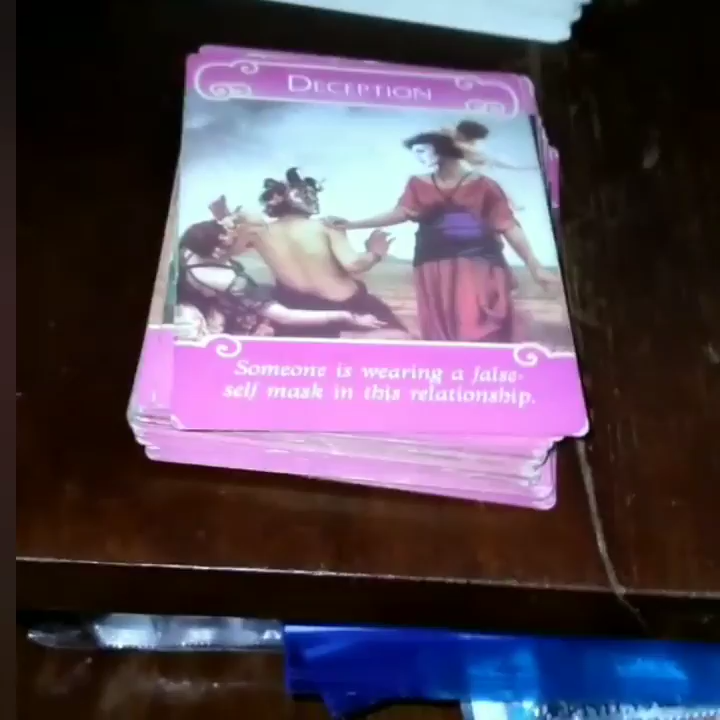 DECEPTION
Someone is wearing a false-
self mask in this relationship.